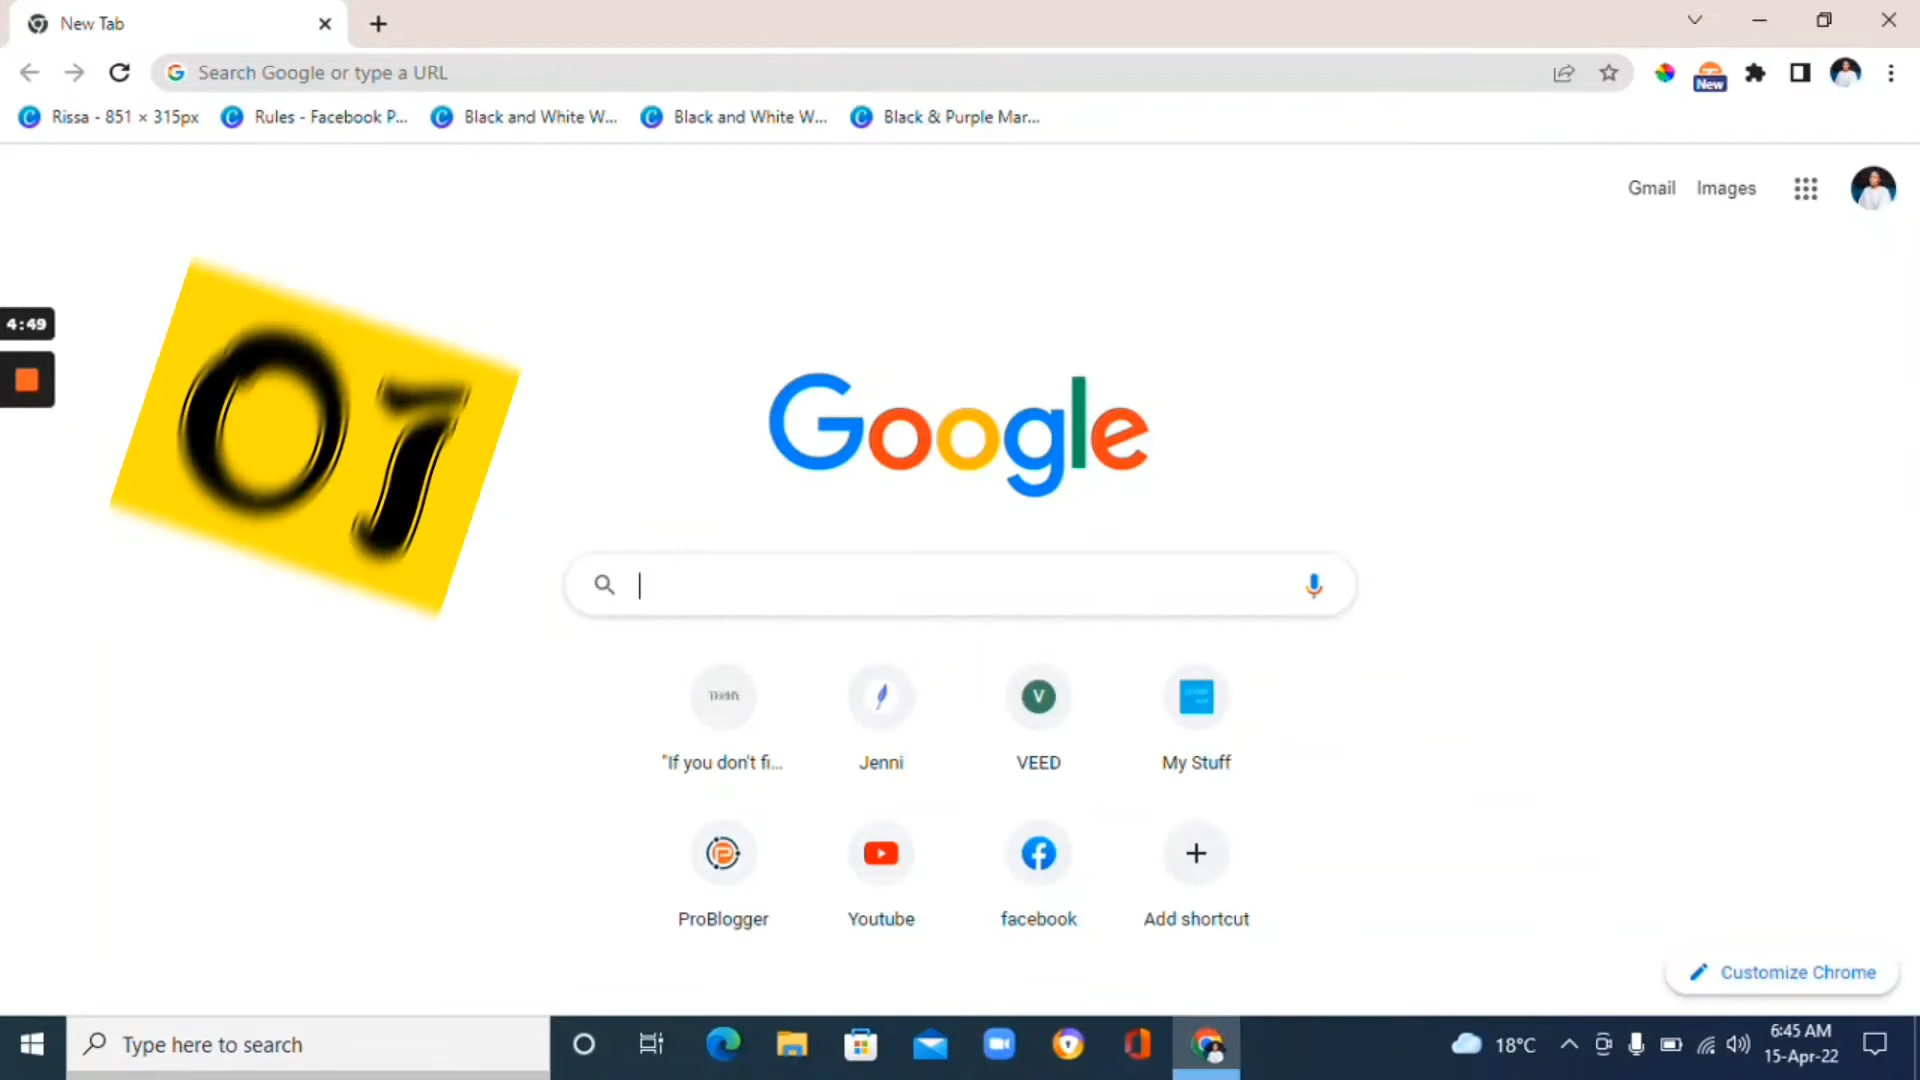 New Tab
Search Google or type a URL
New
Rissa - 851 × 315px
Rules - Facebook P...
Black and White W...
Black and White W...
Black & Purple Mar...
Gmail
Images
4:49
Google
"If you don't fi...
Jenni
V
VEED
My Stuff
ProBlogger
Youtube
facebook
Add shortcut
Customize Chrome
Type here to search
18°C
6:45 AM
15-Apr-22